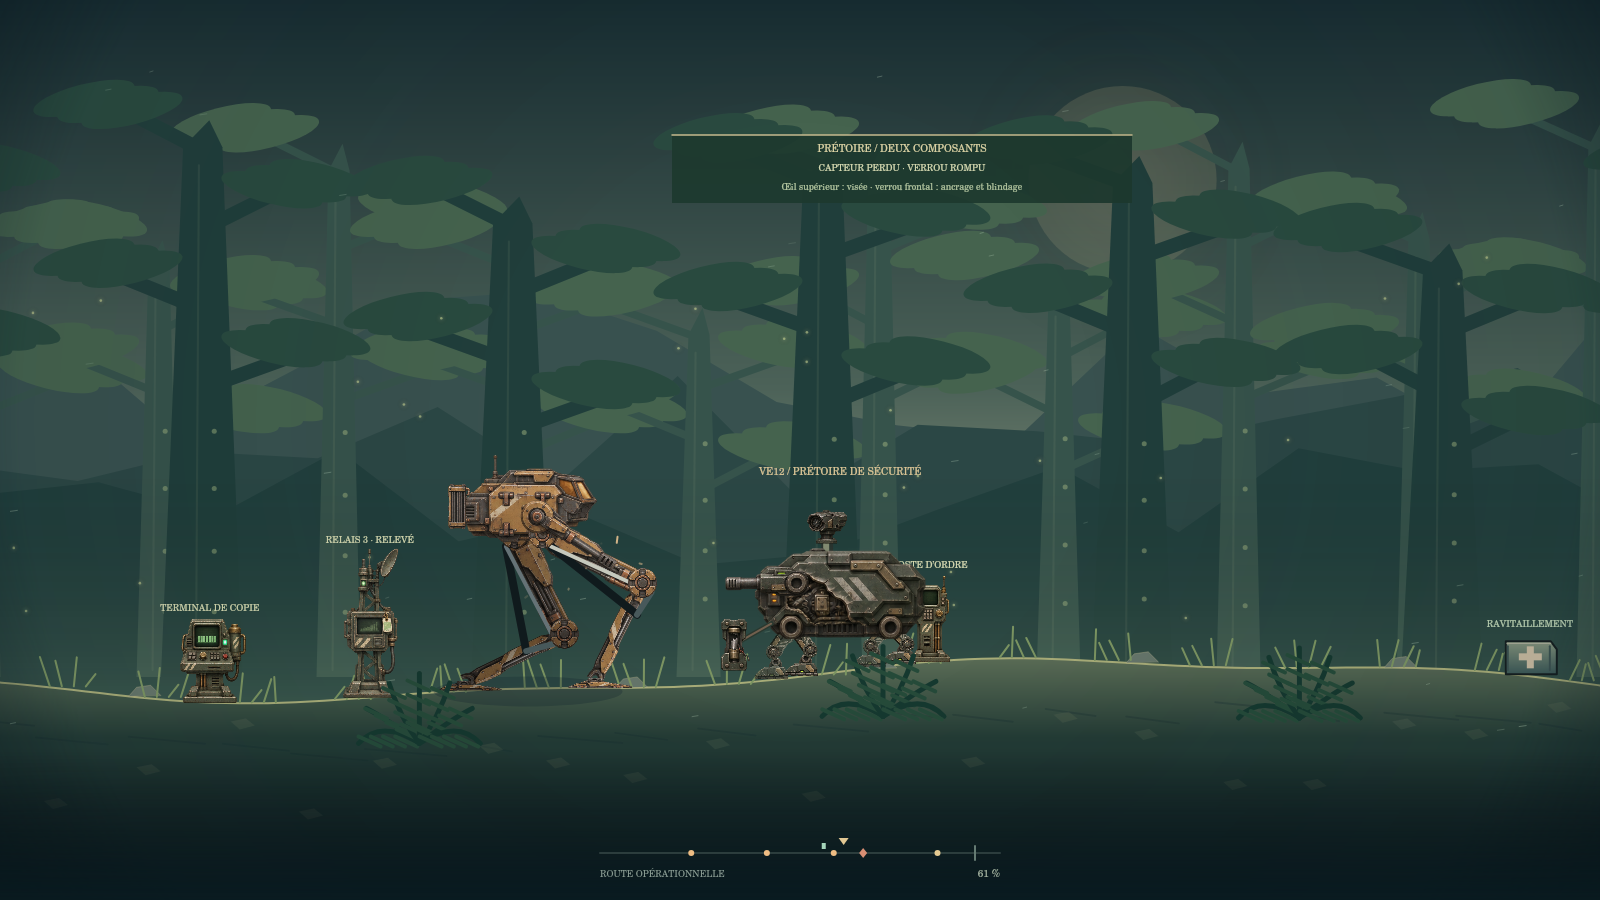 PRÉTOIRE / DEUX COMPOSANTS
CAPTEUR PERDU · VERROU ROMPU
Œil supérieur : visée · verrou frontal : ancrage et blindage
VE12 / PRÉTOIRE DE SÉCURITÉ
RELAIS 3 · RELEVÉ
D'ORDRE
TERMINAL DE COPIE
RAVITAILLEMENT
ROUTE OPÉRATIONNELLE
61 %